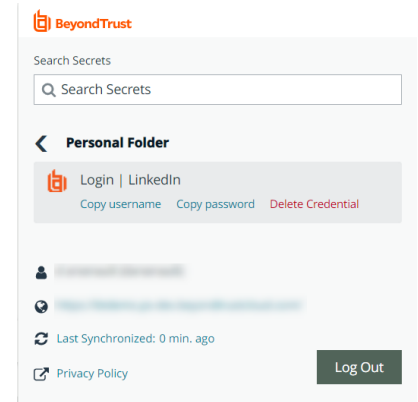 BeyondTrust
Search Secrets
Search Secrets
Personal Folder
Login | LinkedIn
Copy username Copy password Delete Credential
Last Synchronized: 0 min. ago
Privacy Policy
Log Out